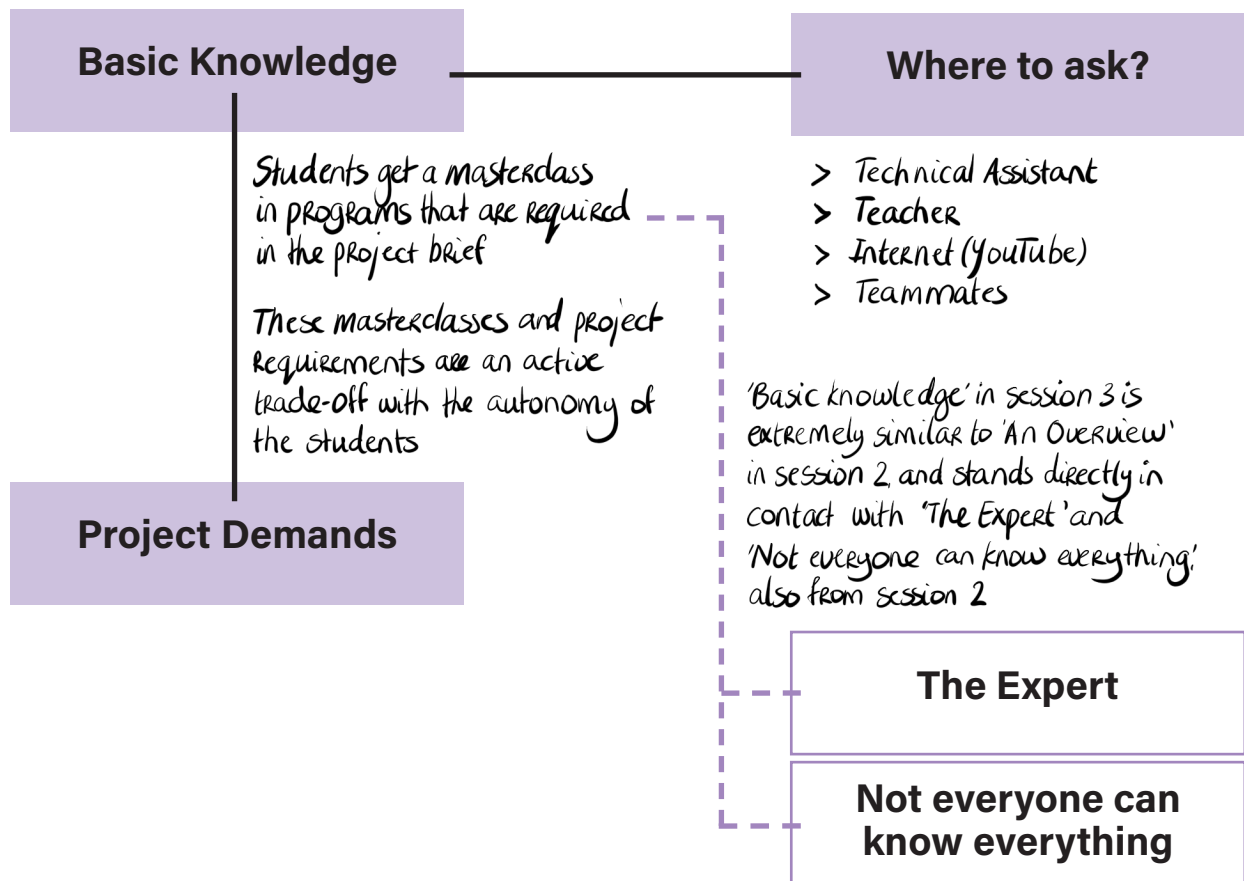 Basic Knowledge
Where to ask?
Students get a masterclass
in programs that are required
in the project brief
These masterclasses and project
requirements are an active
trade-off with the autonomy of
the students
> Technical Assistant
> Teacher
> Internet (YouTube)
> Teammates
'Basic knowledge' in session 3 is
extremely similar to 'An Overview'
in session 2, and stands directly in
contact with 'The Expert' and
'Not everyone can know everything'.
also from session 2
Project Demands
The Expert
Not everyone can
know everything